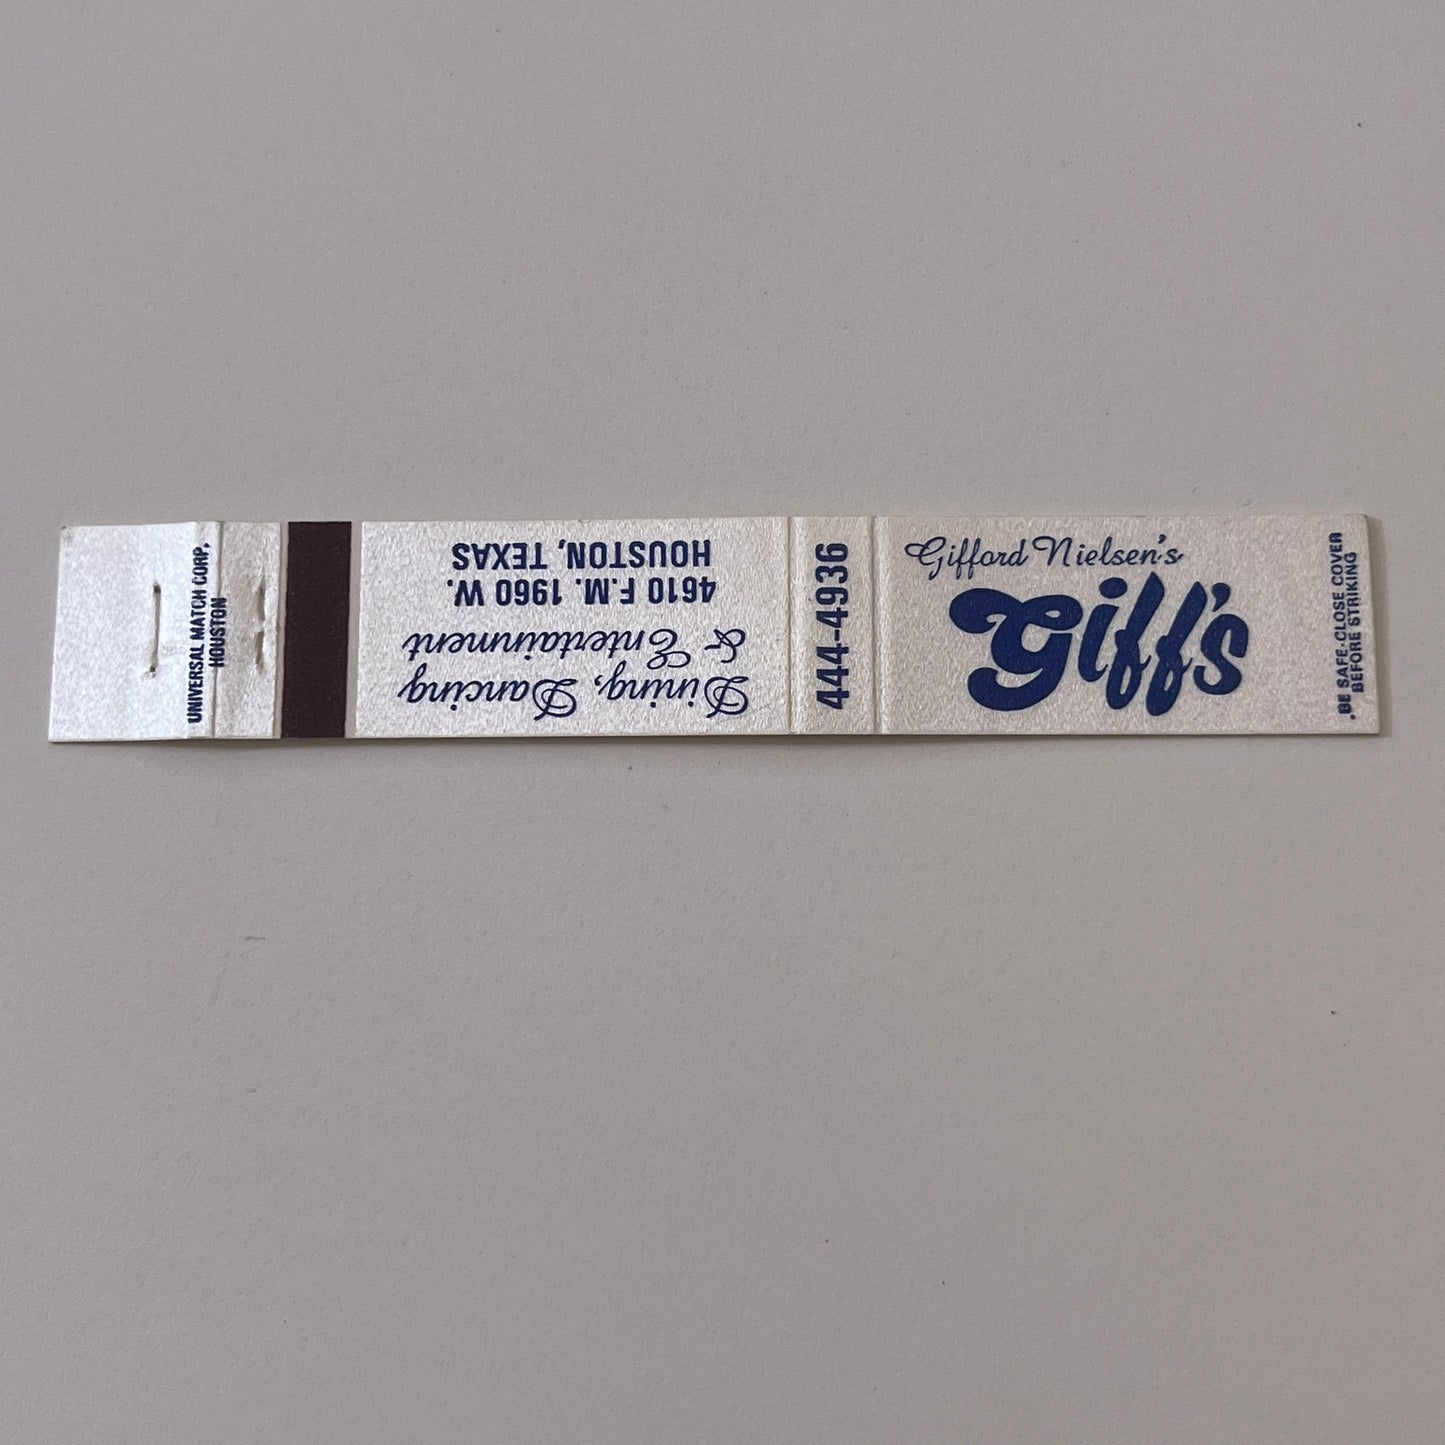 Gifford Nielsen's
Giff's
.BE SAFE-CLOSE COVER
BEFORE STRIKING
444-4936
Dining, Dancing
& Entertainment
4610 F.M. 1960 W.
HOUSTON, TEXAS
UNIVERSAL MATCH CORP,
HOUSTON